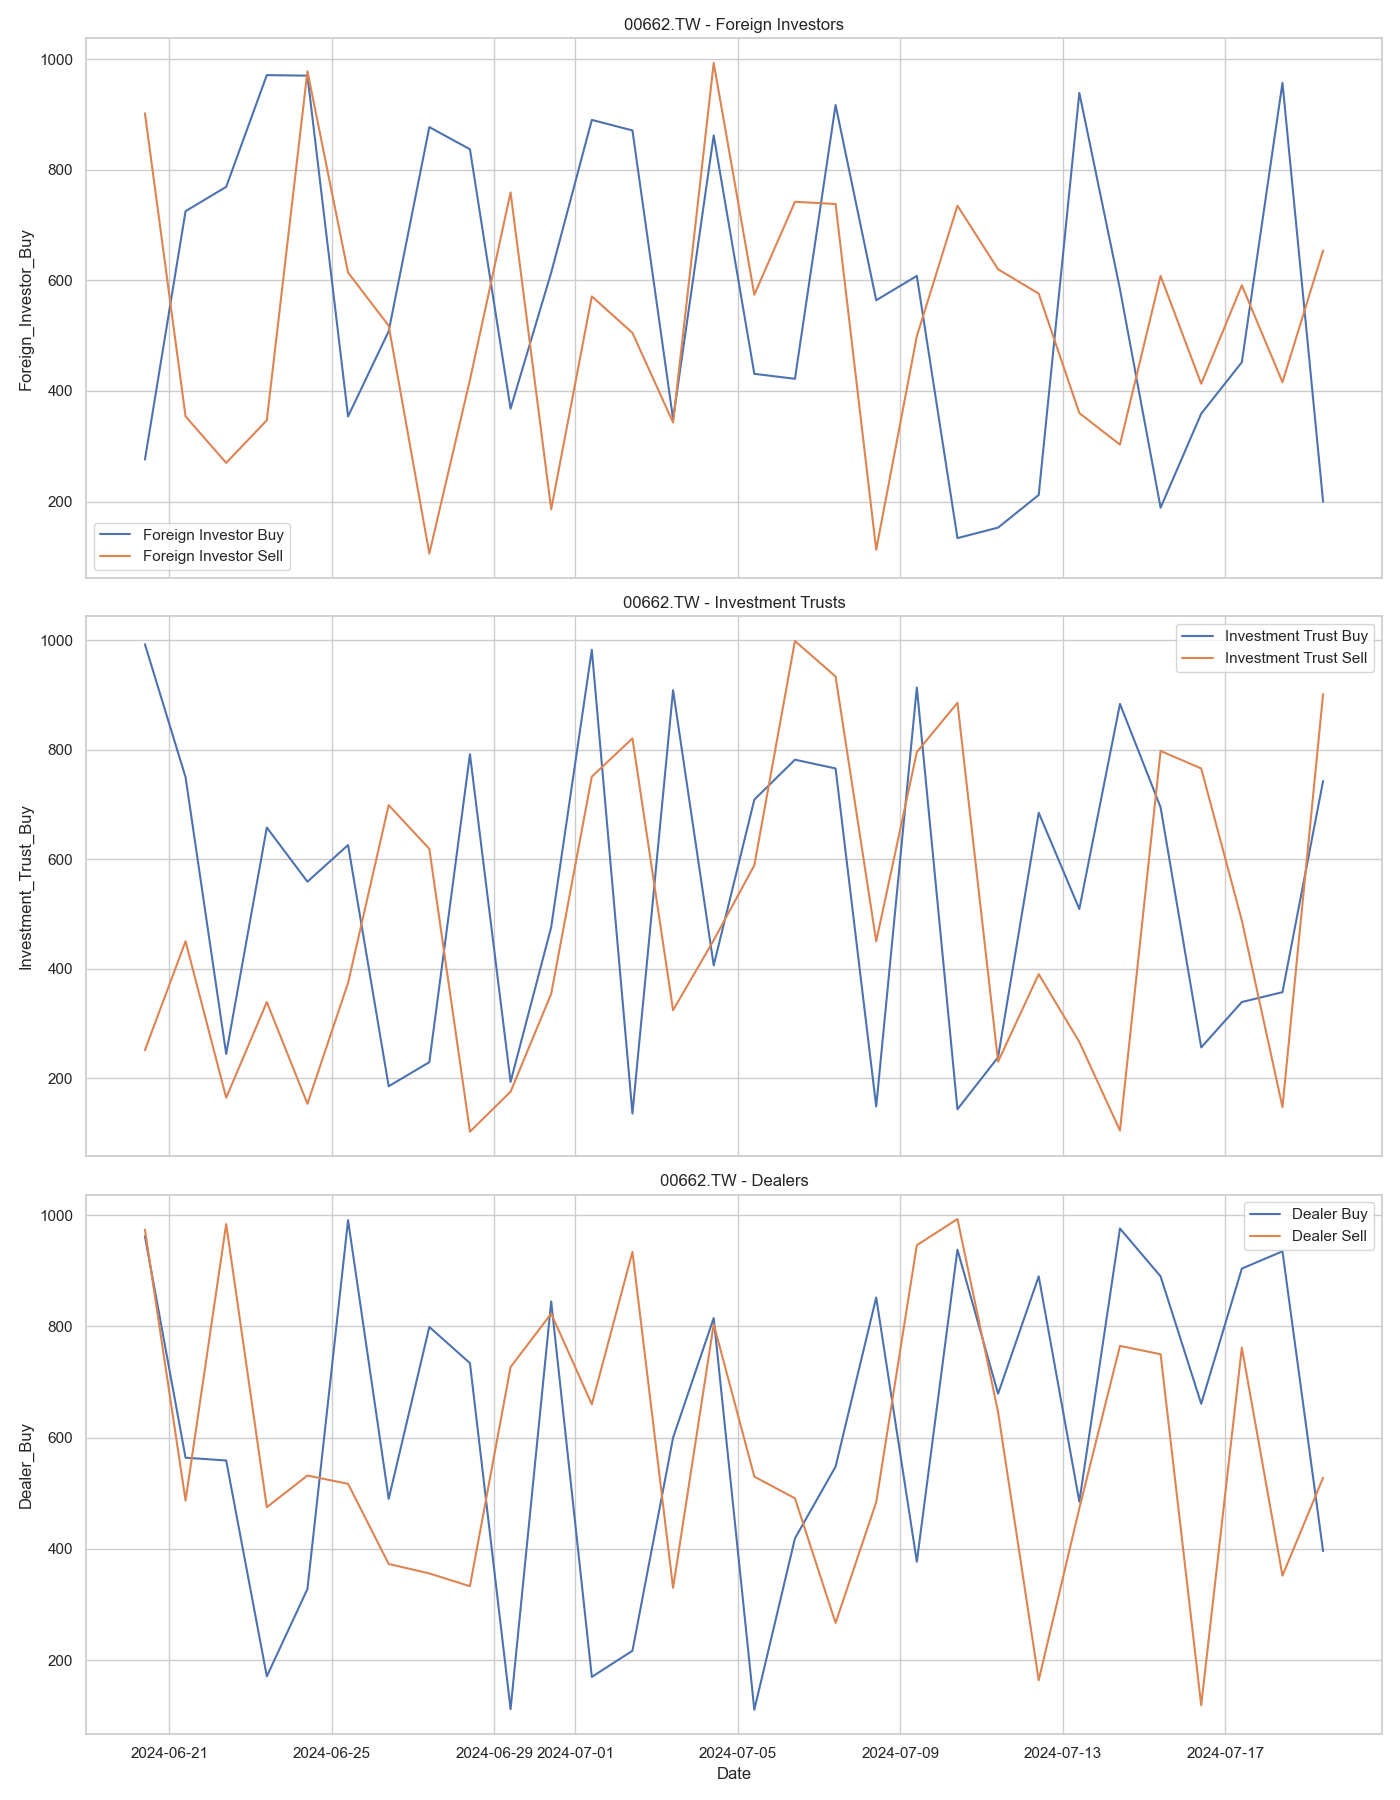 00662.TW - Foreign Investors
1000
800
600
400
200
Foreign_Investor_Buy
Foreign Investor Buy
Foreign Investor Sell
00662.TW - Investment Trusts
1000
800
600
400
200
Investment_Trust_Buy
Investment Trust Buy
Investment Trust Sell
00662.TW - Dealers
1000
800
600
400
200
Dealer_Buy
Dealer Buy
Dealer Sell
2024-06-21 2024-06-25 2024-06-29 2024-07-01 2024-07-05 2024-07-09 2024-07-13 2024-07-17
Date